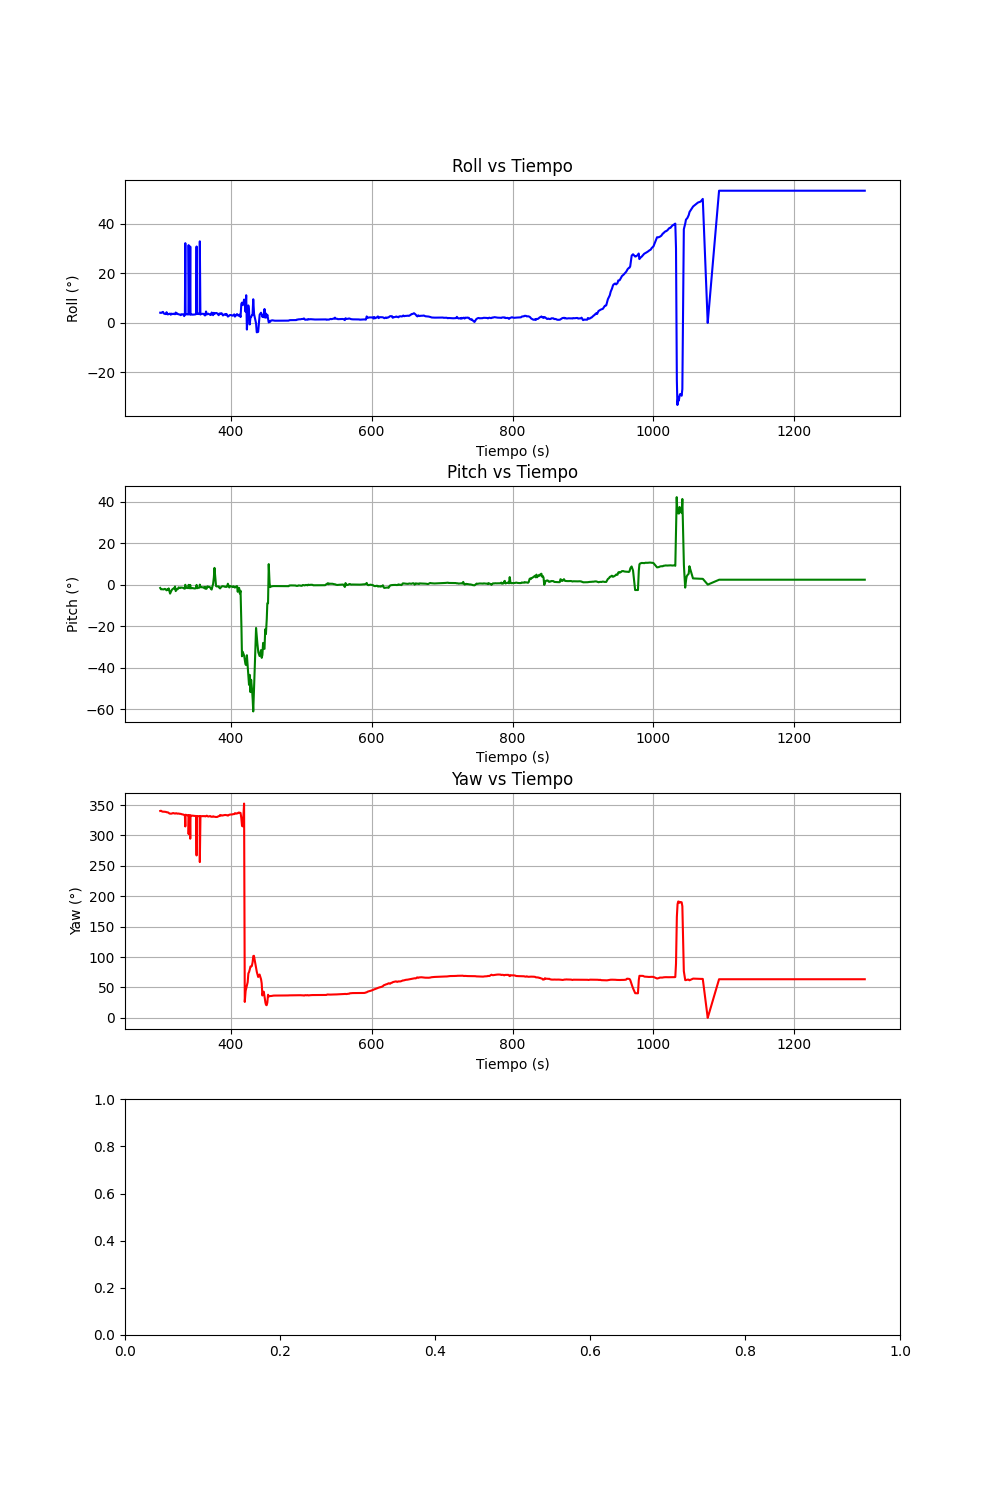 Roll vs Tiempo
Roll (°)
40
20
0
−20
400 600 800 1000 1200
Tiempo (s)
Pitch vs Tiempo
Pitch (°)
40
20
0
−20
−40
−60
400 600 800 1000 1200
Tiempo (s)
Yaw vs Tiempo
Yaw (°)
350
300
250
200
150
100
50
0
400 600 800 1000 1200
Tiempo (s)
1.0
0.8
0.6
0.4
0.2
0.0
0.0 0.2 0.4 0.6 0.8 1.0